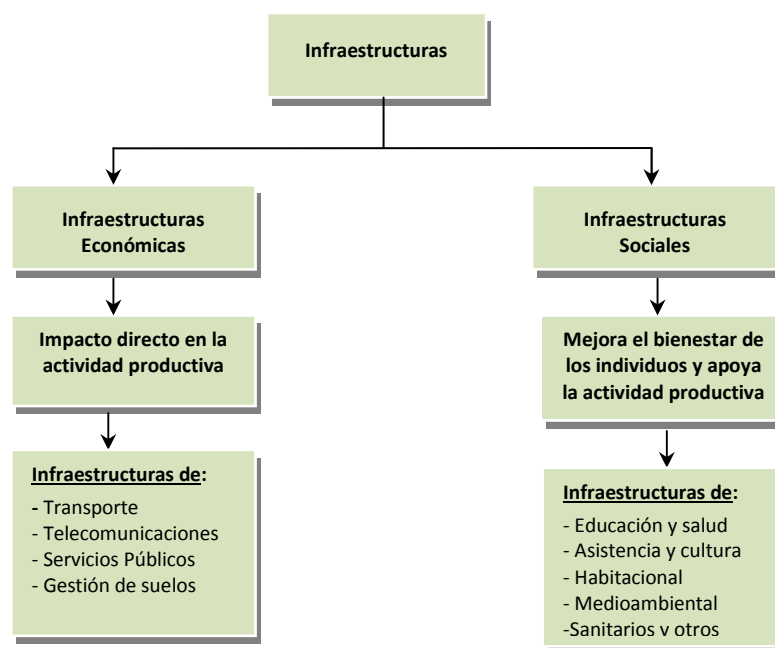 Infraestructuras
Infraestructuras
Económicas
Impacto directo en la
actividad productiva
Infraestructuras de:
- Transporte
- Telecomunicaciones
- Servicios Públicos
- Gestión de suelos
Infraestructuras
Sociales
Mejora el bienestar de
los individuos y apoya
la actividad productiva
Infraestructuras de:
- Educación y salud
- Asistencia y cultura
- Habitacional
- Medioambiental
-Sanitarios y otros